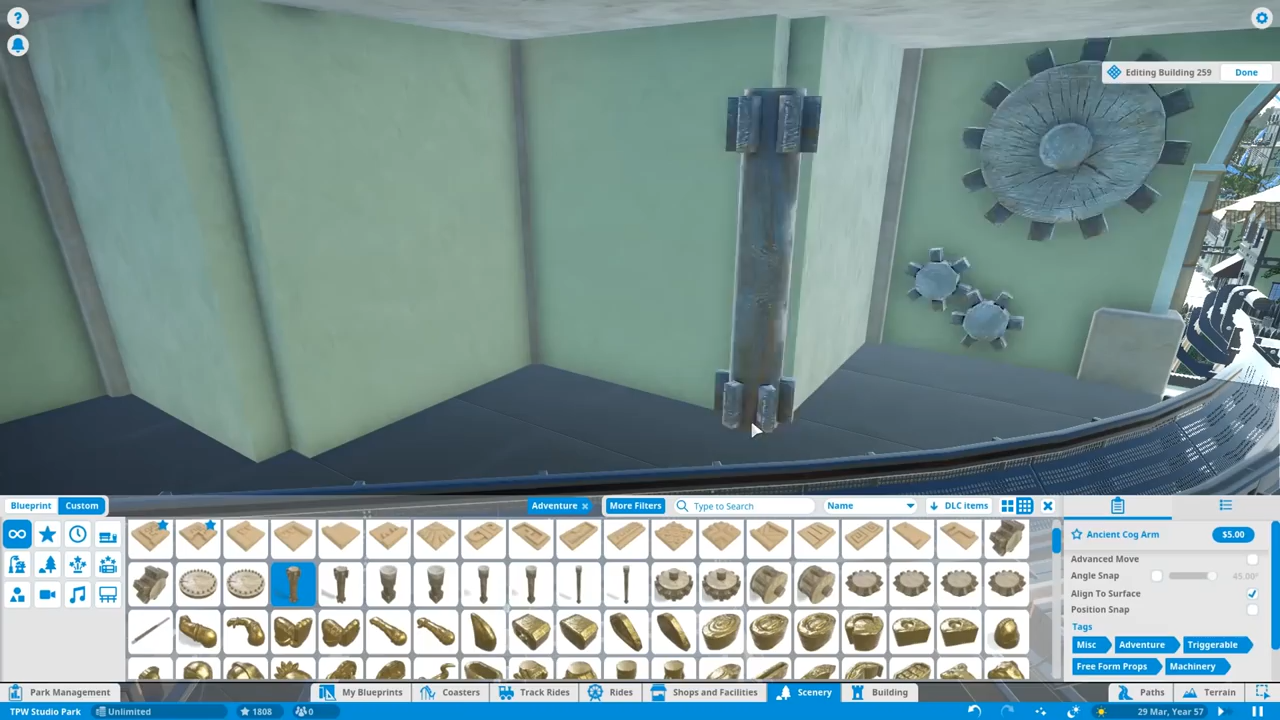 ?
Editing Building 259 Done
Blueprint Custom Adventure × More Filters Type to Search Name DLC items
Ancient Cog Arm $5.00
Advanced Move
Angle Snap 45.00°
Align To Surface
Position Snap
Tags
Misc Adventure Triggerable
Free Form Props Machinery
Park Management My Blueprints Coasters Track Rides Rides Shops and Facilities Scenery Building Paths Terrain
TPW Studio Park Unlimited 1808 0 29 Mar, Year 57